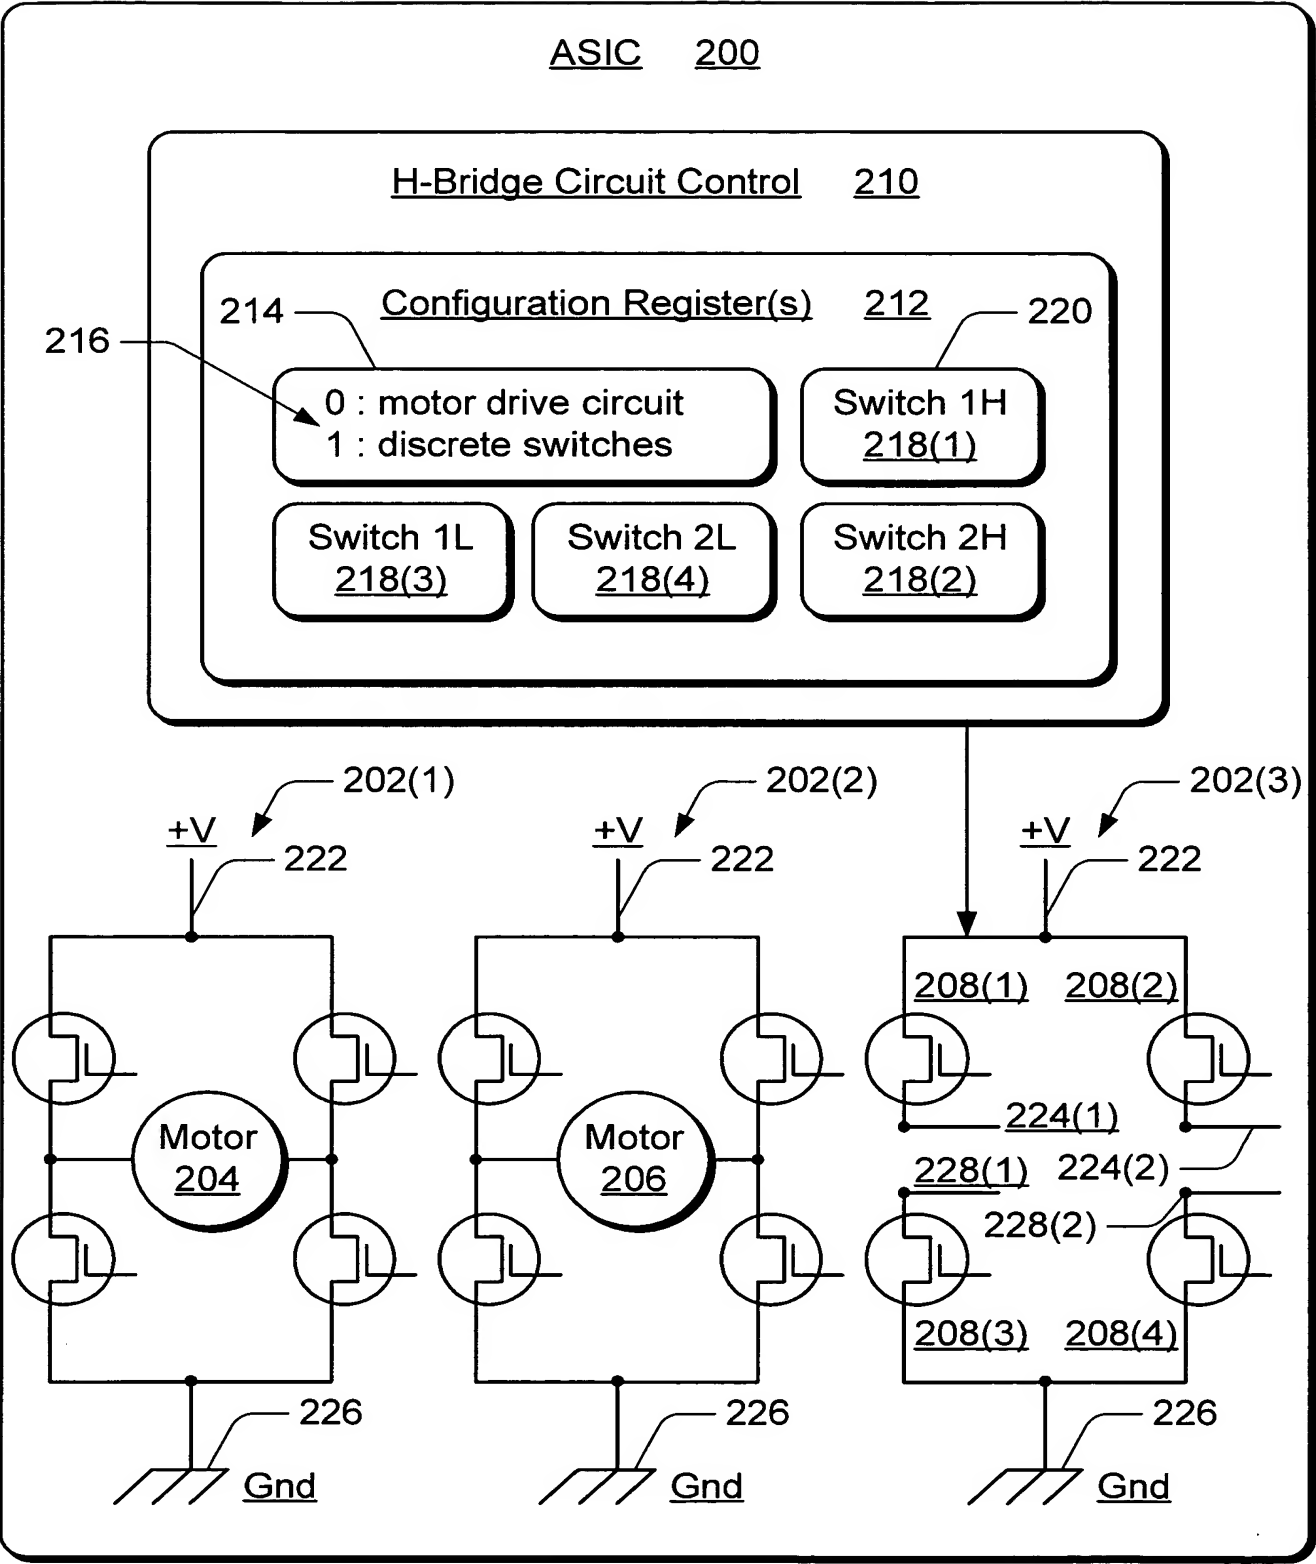 ASIC 200
H-Bridge Circuit Control 210
214 Configuration Register(s) 212 220
216
0 : motor drive circuit
1 : discrete switches
Switch 1H
218(1)
Switch 1L
218(3)
Switch 2L
218(4)
Switch 2H
218(2)
202(1) 202(2) 202(3)
+V +V +V
222 222 222
208(1) 208(2)
Motor
204
Motor
206
224(1)
228(1) 224(2)
228(2)
208(3) 208(4)
226 226 226
Gnd Gnd Gnd